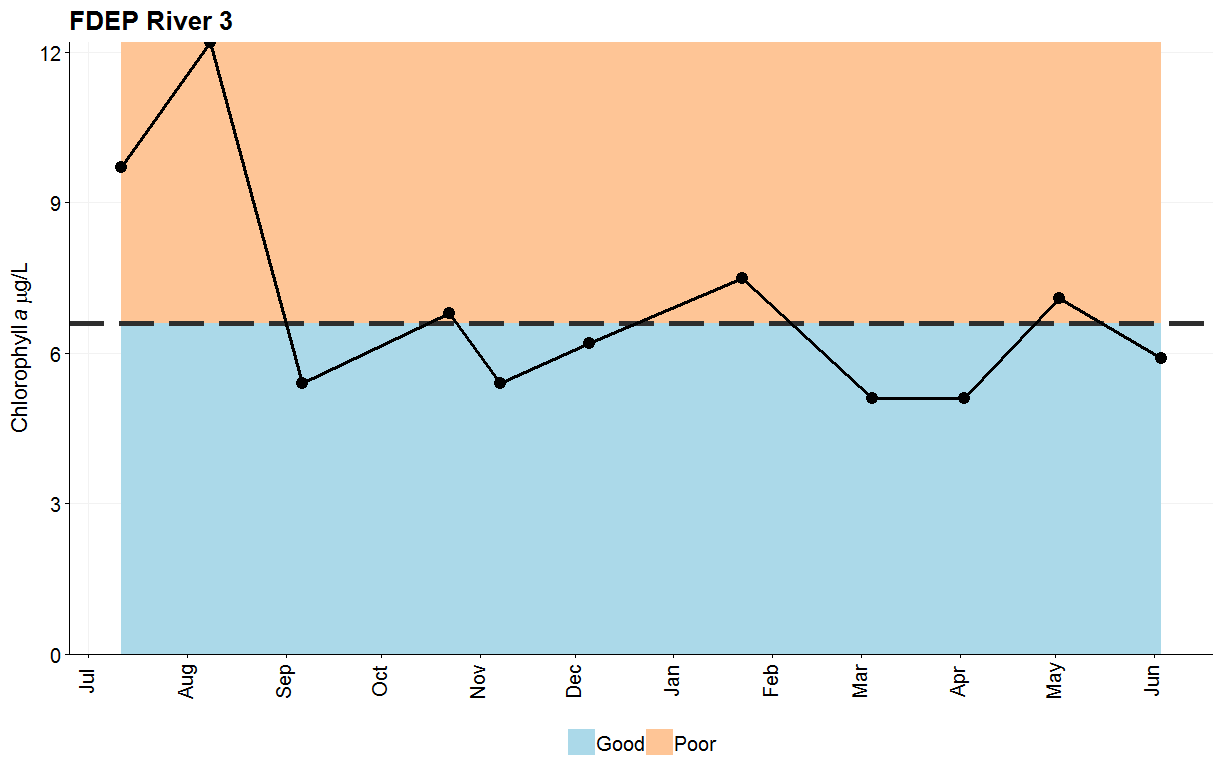 FDEP River 3
Chlorophyll a μg/L
12
9
6
3
0
Jul
Aug
Sep
Oct
Nov
Dec
Jan
Feb
Mar
Apr
May
Jun
Good
Poor